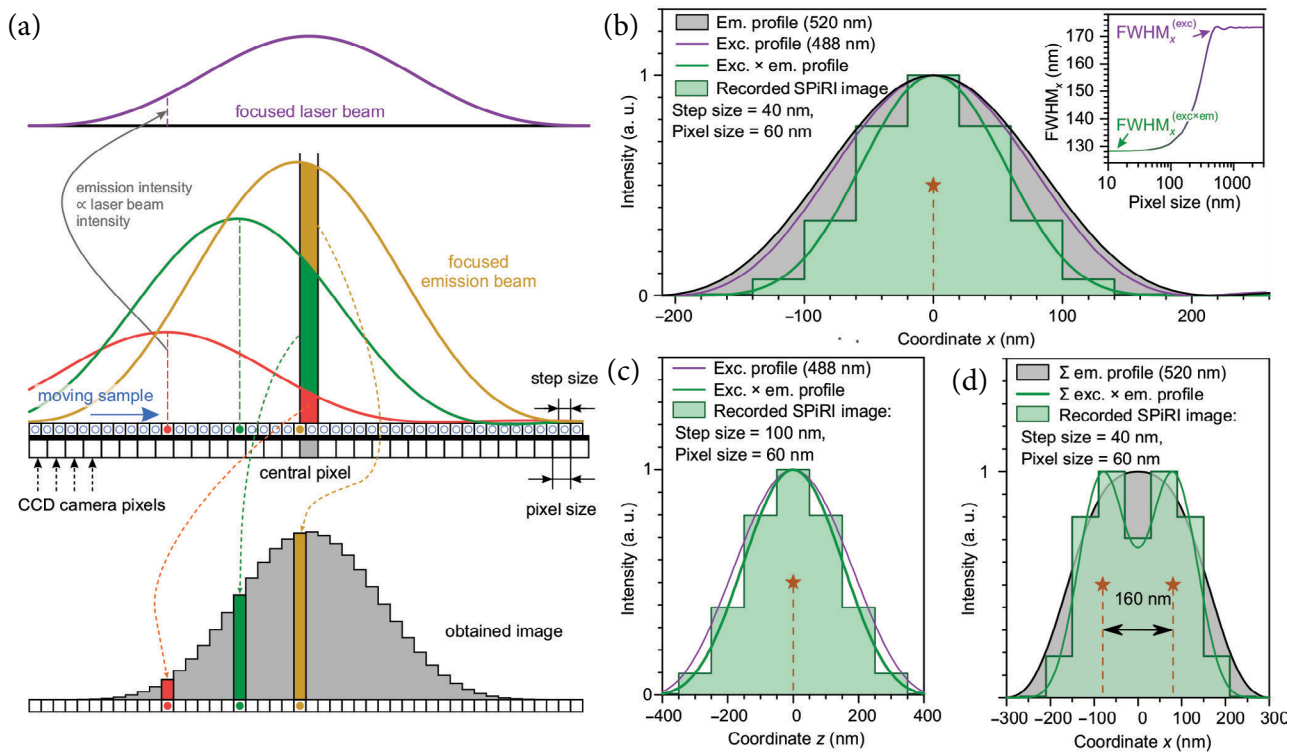 (a)
focused laser beam
emission intensity
∝ laser beam
intensity
focused
emission beam
moving sample
step size
central pixel
CCD camera pixels
pixel size
obtained image
(b)
Em. profile (520 nm)
Exc. profile (488 nm)
Exc. × em. profile
Recorded SPiRI image
Step size = 40 nm,
Pixel size = 60 nm
Intensity (a. u.)
1
0
−200
−100
0
100
200
Coordinate x (nm)
FWHMx (nm)
170
160
150
140
130
FWHMx(exc)
FWHMx(exc×em)
10
100
1000
Pixel size (nm)
(c)
Exc. profile (488 nm)
Exc. × em. profile
Recorded SPiRI image:
Step size = 100 nm,
Pixel size = 60 nm
Intensity (a. u.)
1
0
-400
-200
0
200
400
Coordinate z (nm)
(d)
Σ em. profile (520 nm)
Σ exc. × em. profile
Recorded SPiRI image:
Step size = 40 nm,
Pixel size = 60 nm
Intensity (a. u.)
1
160 nm
0
-300
-200
-100
0
100
200
300
Coordinate x (nm)